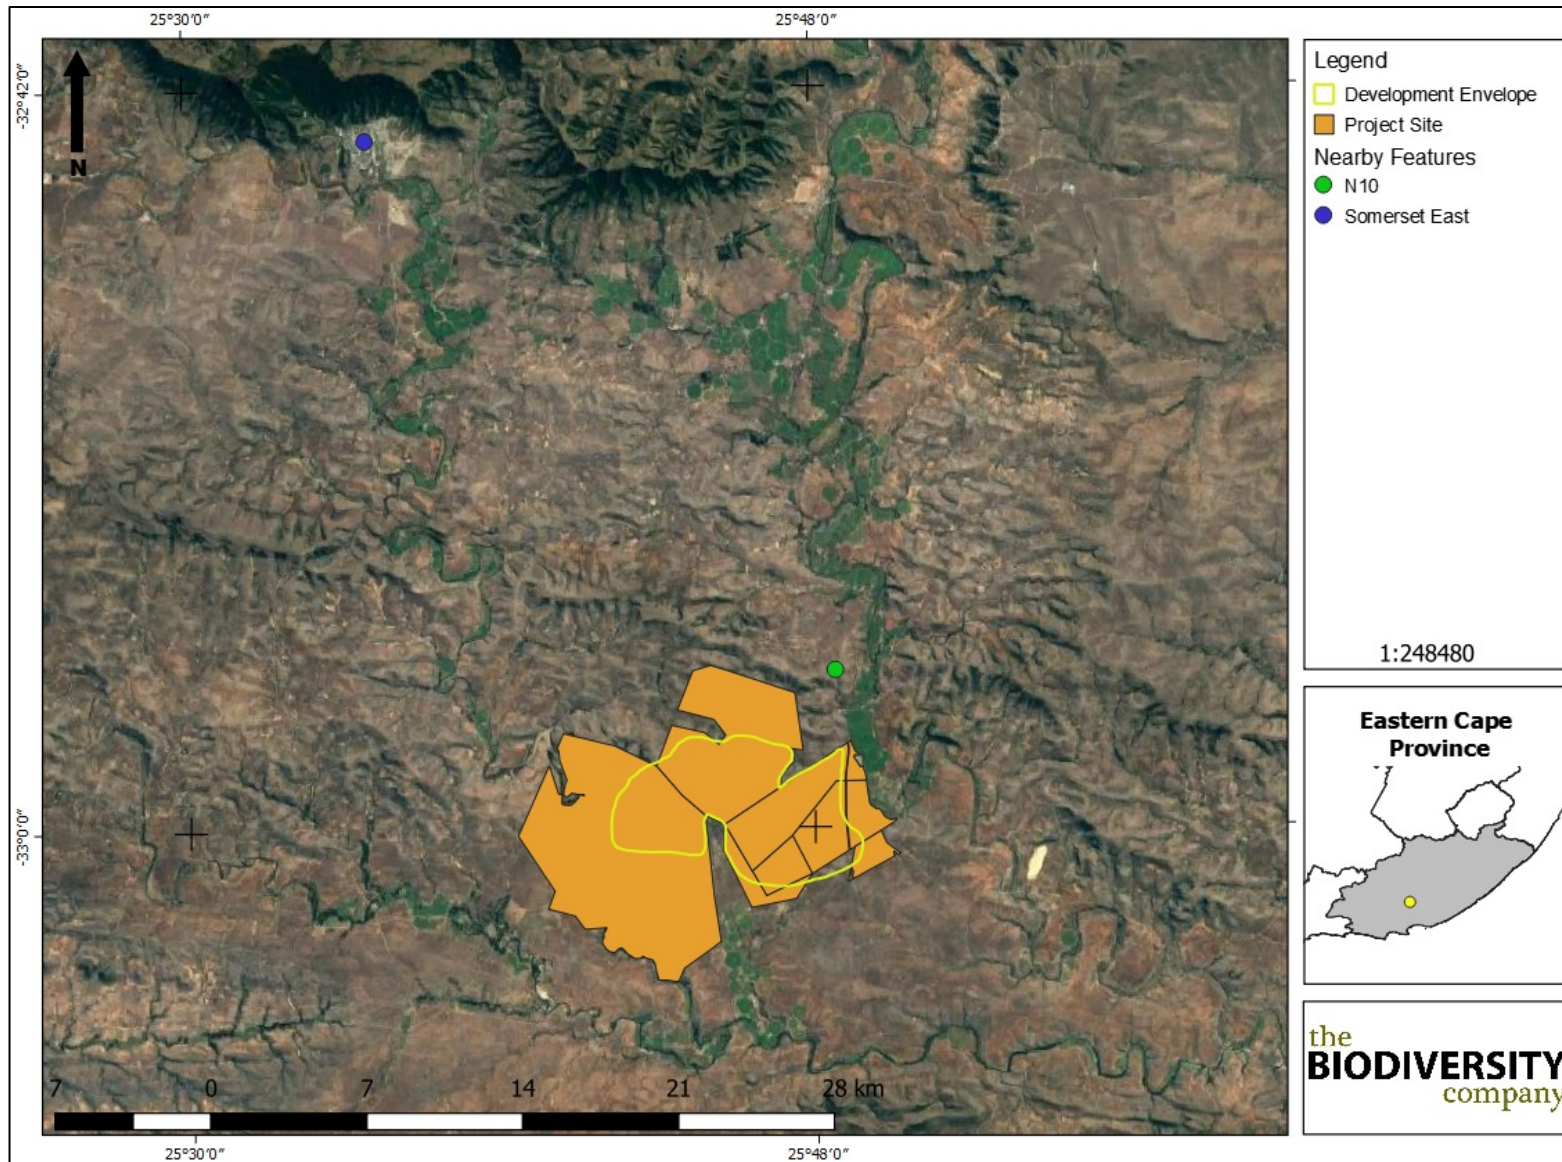 25°30′0″
25°48′0″
-32°42′0″
N
-33°0′0″
7 0 7 14 21 28 km
25°30′0″
25°48′0″
Legend
Development Envelope
Project Site
Nearby Features
N10
Somerset East
1:248480
Eastern Cape
Province
the
BIODIVERSITY
company